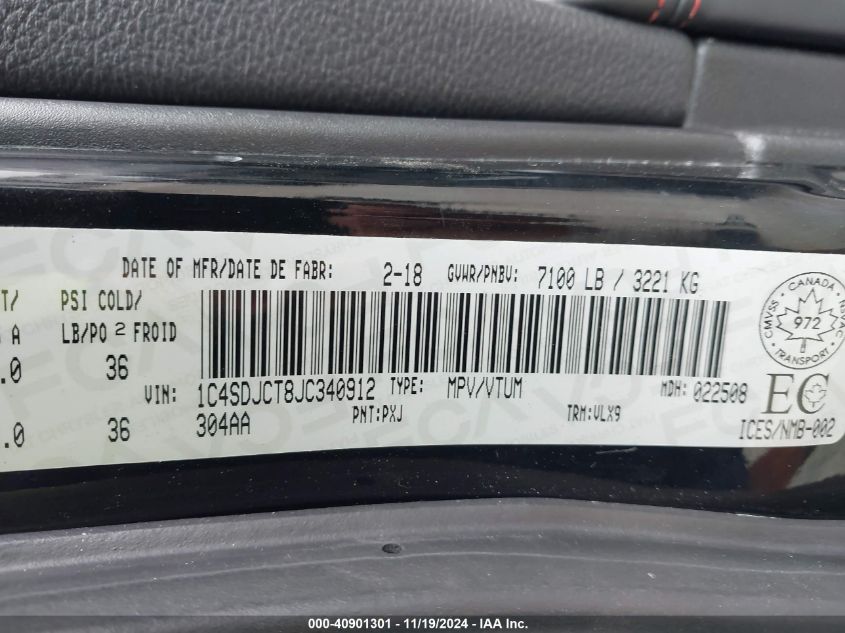 DATE OF MFR/DATE DE FABR: 2-18 GVWR/PNBV: 7100 LB / 3221 KG
T/ PSI COLD/
A LB/PO 2 FROID
.0 36
VIN: 1C4SDJCT8JC340912 TYPE: MPV/VTUM MDH: 022508
.0 36 304AA PNT:PXJ TRM:VLX9
CANADA
CMVSS NSVAC
972
TRANSPORT
EC
ICES/NMB-002
000-40901301 - 11/19/2024 - IAA Inc.